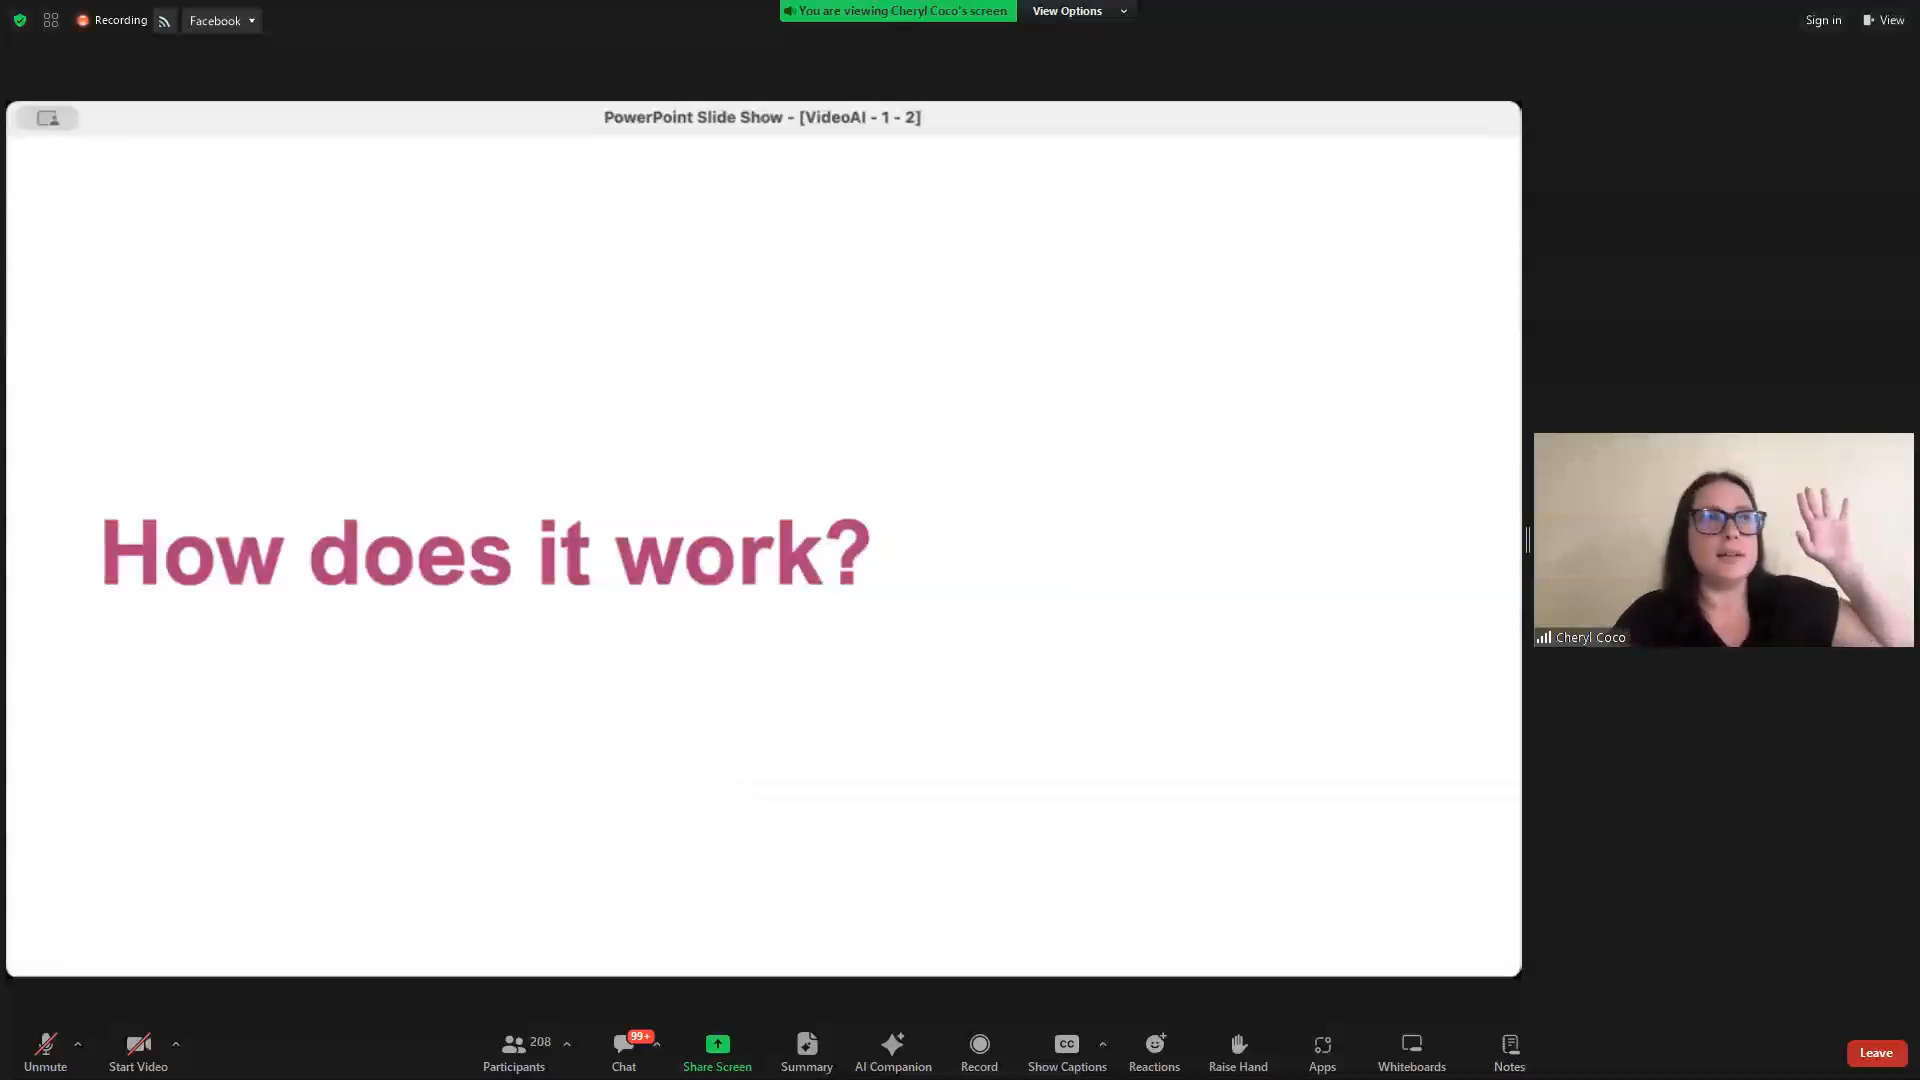 Recording
Facebook
You are viewing Cheryl Coco's screen
View Options
Sign in
View
PowerPoint Slide Show - [VideoAI - 1 - 2]
How does it work?
Cheryl Coco
Unmute
Start Video
208
Participants
99+
Chat
Share Screen
Summary
AI Companion
Record
CC
Show Captions
Reactions
Raise Hand
Apps
Whiteboards
Notes
Leave